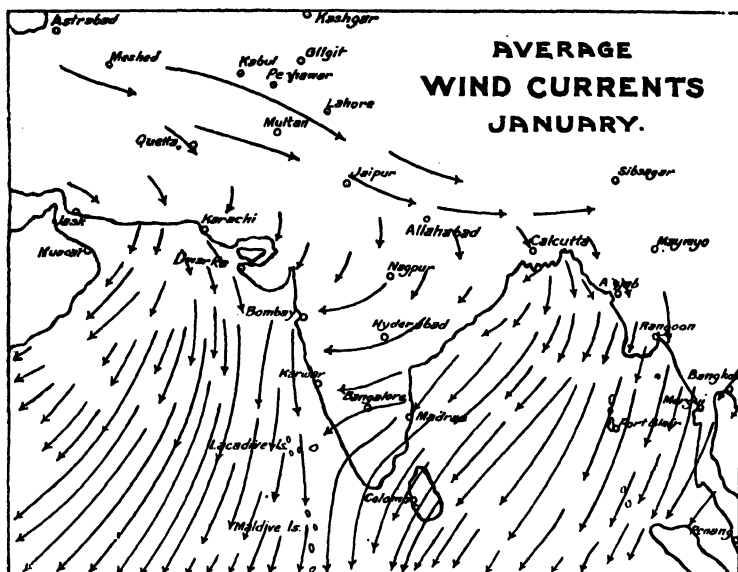 Astrabad
Kashgar
AVERAGE
WIND CURRENTS
JANUARY.
Meshed
Kabul
Gilgit
Peshawar
Lahore
Multan
Quetta
Jaipur
Sibsagar
Jask
Karachi
Allahabad
Muscat
Dwarka
Calcutta
Maymyo
Nagpur
Akyab
Bombay
Hyderabad
Rangoon
Karwar
Bangalore
Madras
Bangkok
Mergui
Port Blair
Lacadive Is.
Colombo
Maldive Is.
Penang